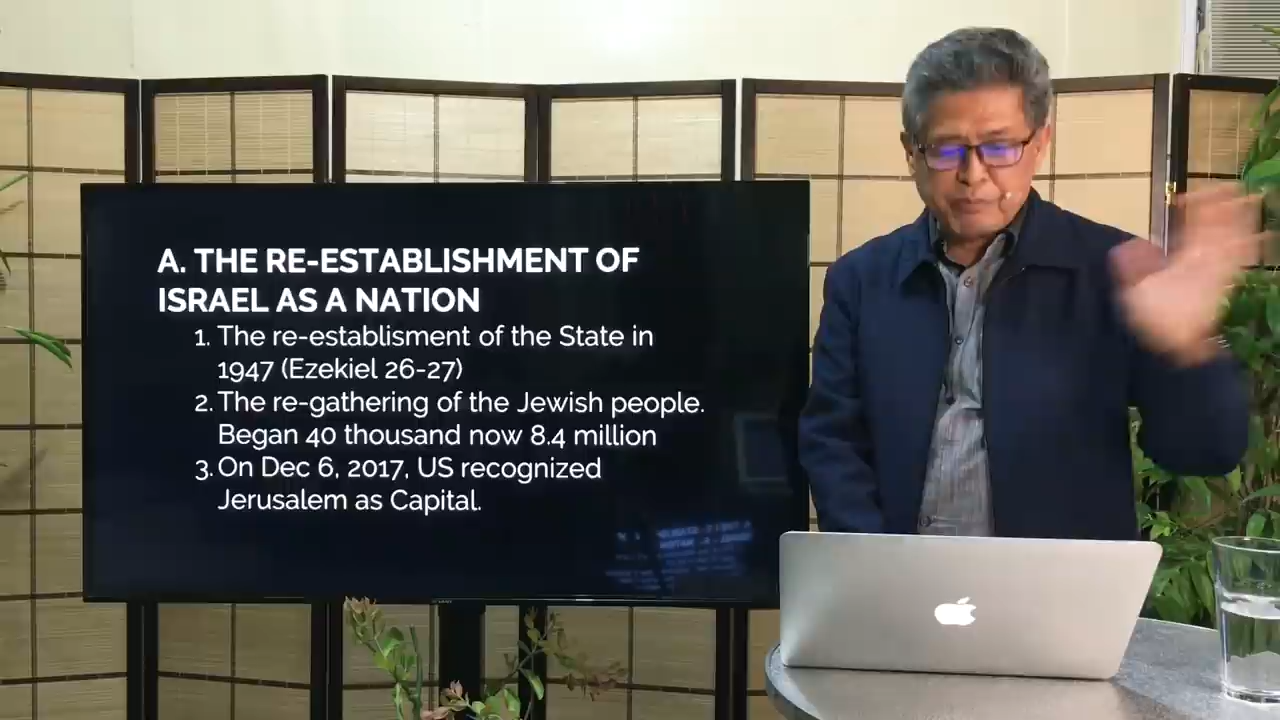 A. THE RE-ESTABLISHMENT OF
ISRAEL AS A NATION
1. The re-establisment of the State in
1947 (Ezekiel 26-27)
2. The re-gathering of the Jewish people.
Began 40 thousand now 8.4 million
3. On Dec 6, 2017, US recognized
Jerusalem as Capital.